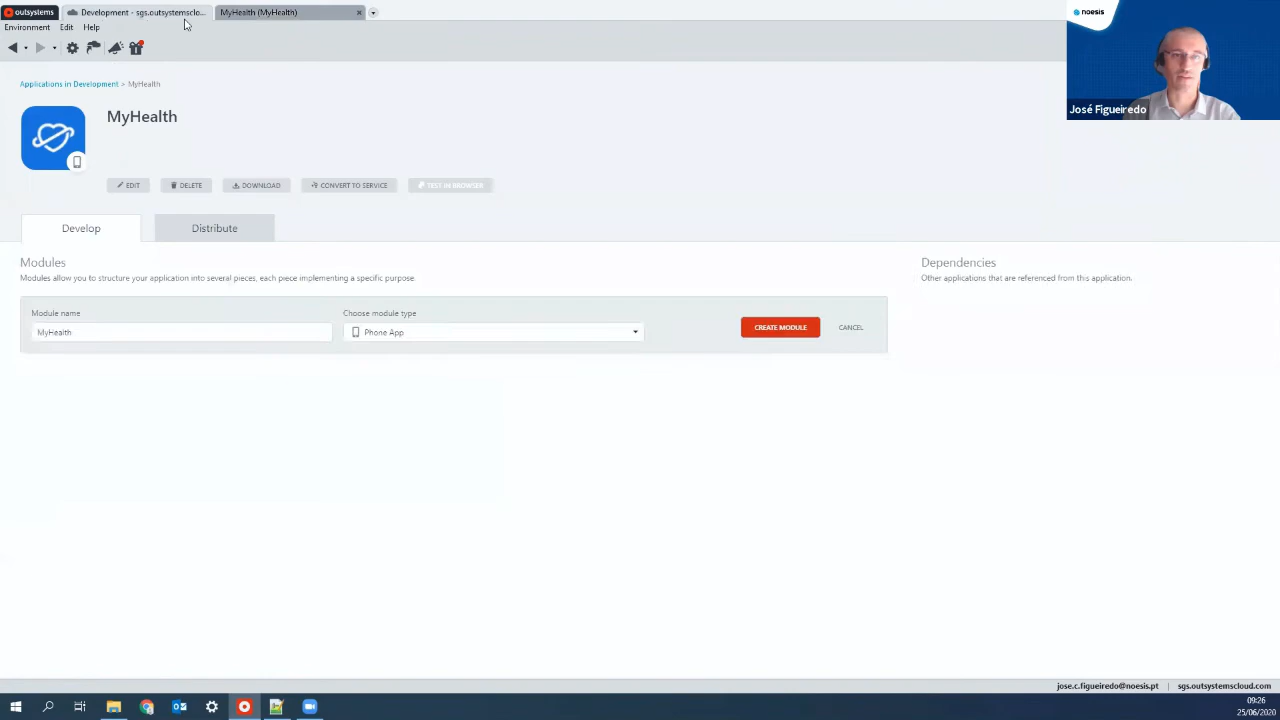 outsystems
Development - sgs.outsystemsclo...
MyHealth (MyHealth)
Environment Edit Help
noesis
José Figueiredo
Applications in Development > MyHealth
MyHealth
EDIT
DELETE
DOWNLOAD
CONVERT TO SERVICE
TEST IN BROWSER
Develop
Distribute
Modules
Modules allow you to structure your application into several pieces, each piece implementing a specific purpose.
Dependencies
Other applications that are referenced from this application.
Module name
Choose module type
MyHealth
Phone App
CREATE MODULE
CANCEL
jose.c.figueiredo@noesis.pt
sgs.outsystemscloud.com
09:26
25/06/2020